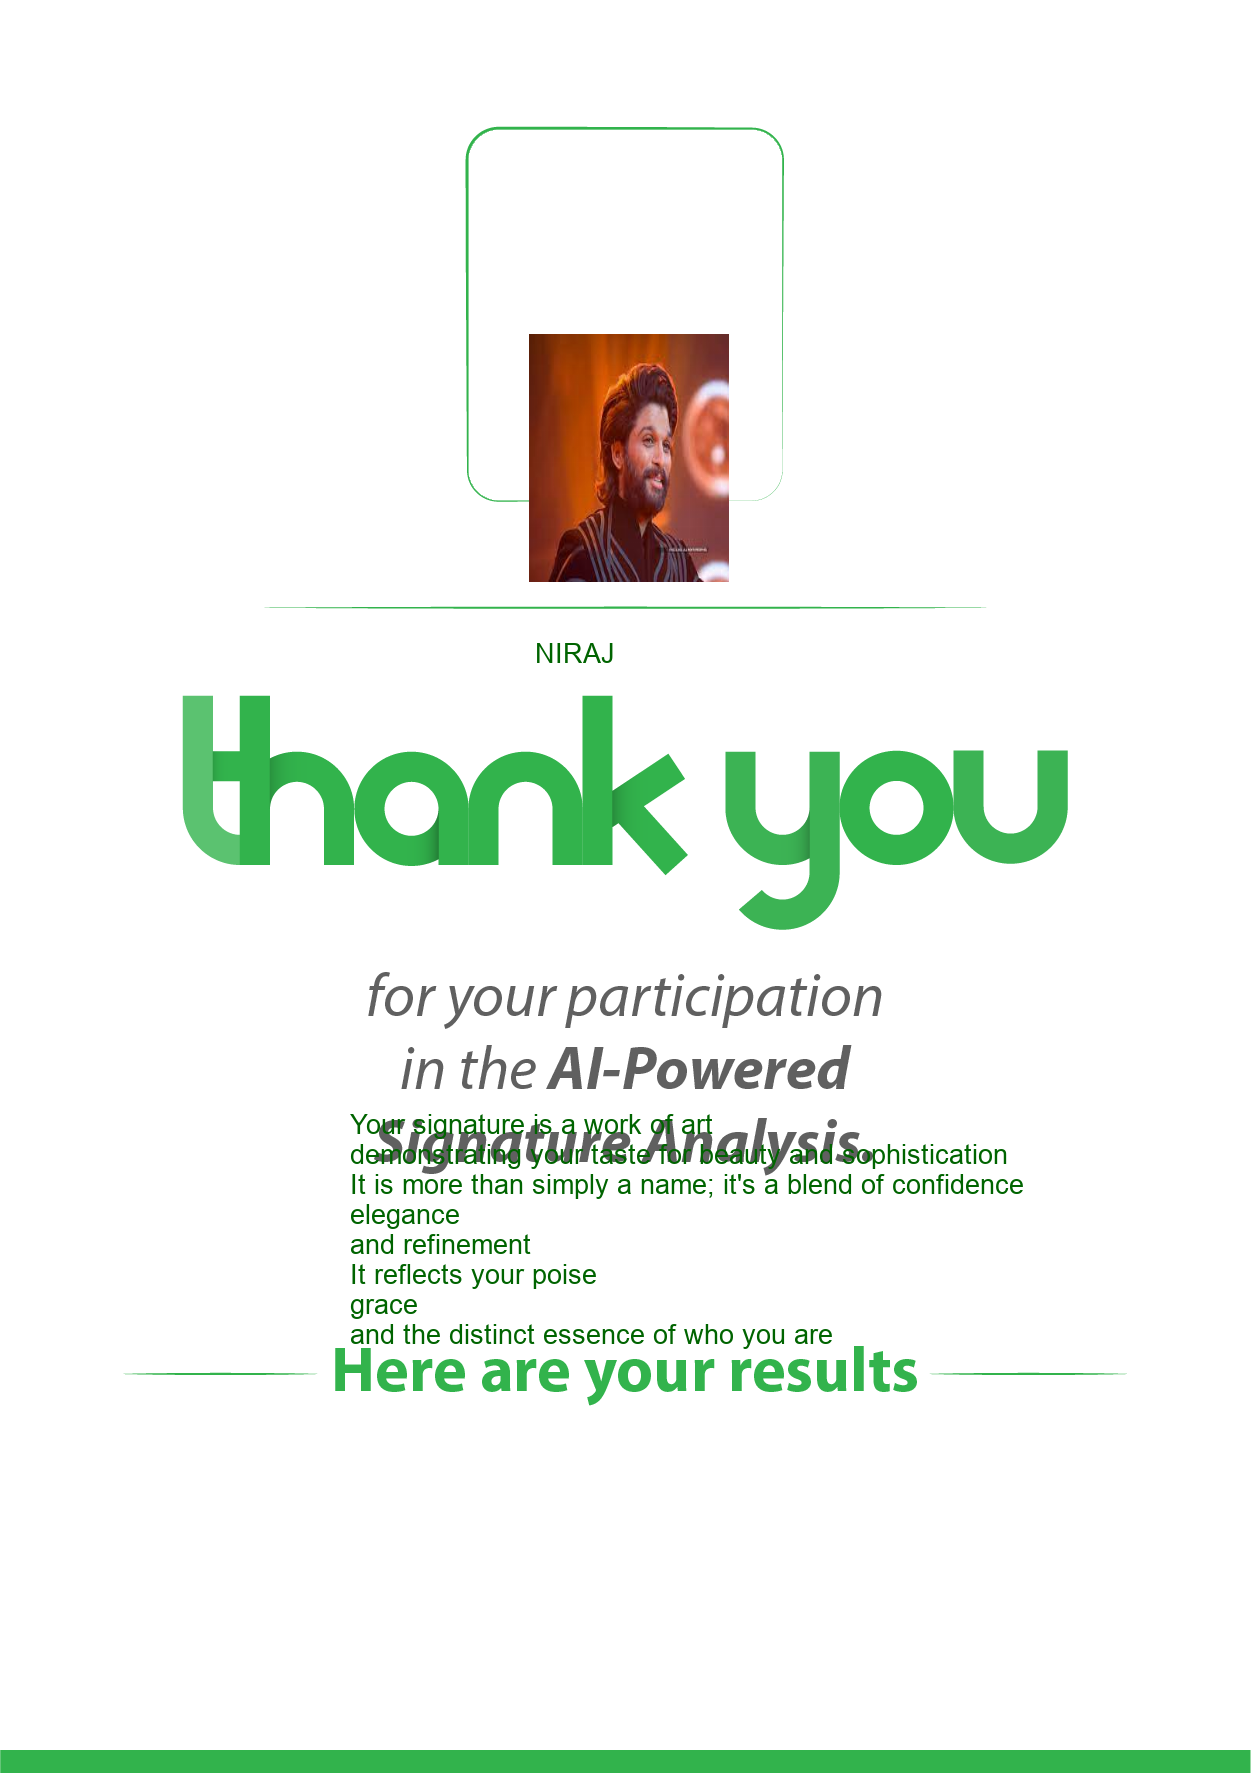 NIRAJ
thank you
for your participation
in the AI-Powered
Signature Analysis.
Your signature is a work of art
demonstrating your taste for beauty and sophistication
It is more than simply a name; it's a blend of confidence
elegance
and refinement
It reflects your poise
grace
and the distinct essence of who you are
Here are your results